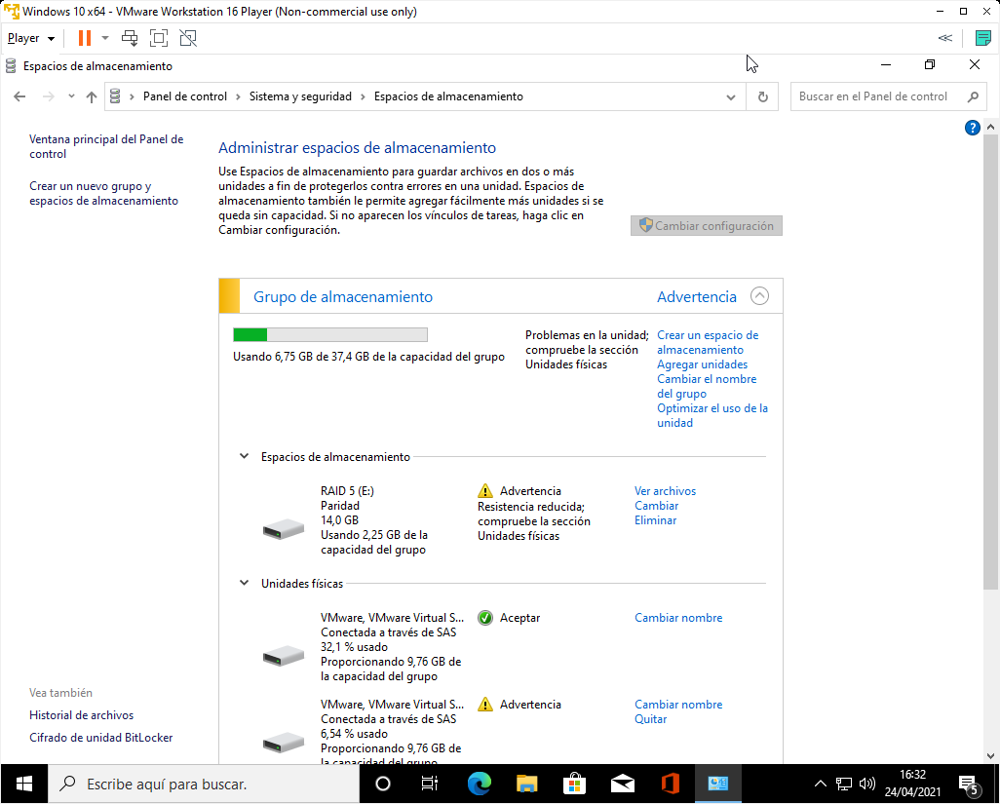 Windows 10 x64 - VMware Workstation 16 Player (Non-commercial use only)
Player
Espacios de almacenamiento
Panel de control > Sistema y seguridad > Espacios de almacenamiento
Buscar en el Panel de control
Ventana principal del Panel de
control
Crear un nuevo grupo y
espacios de almacenamiento
Administrar espacios de almacenamiento
Use Espacios de almacenamiento para guardar archivos en dos o más
unidades a fin de protegerlos contra errores en una unidad. Espacios de
almacenamiento también le permite agregar fácilmente más unidades si se
queda sin capacidad. Si no aparecen los vínculos de tareas, haga clic en
Cambiar configuración.
Cambiar configuración
Grupo de almacenamiento
Advertencia
Usando 6,75 GB de 37,4 GB de la capacidad del grupo
Problemas en la unidad;
compruebe la sección
Unidades físicas
Crear un espacio de
almacenamiento
Agregar unidades
Cambiar el nombre
del grupo
Optimizar el uso de la
unidad
Espacios de almacenamiento
RAID 5 (E:)
Paridad
14,0 GB
Usando 2,25 GB de la
capacidad del grupo
Advertencia
Resistencia reducida;
compruebe la sección
Unidades físicas
Ver archivos
Cambiar
Eliminar
Unidades físicas
VMware, VMware Virtual S...
Conectada a través de SAS
32,1 % usado
Proporcionando 9,76 GB de
la capacidad del grupo
Aceptar
Cambiar nombre
VMware, VMware Virtual S...
Conectada a través de SAS
6,54 % usado
Proporcionando 9,76 GB de
la capacidad del grupo
Advertencia
Cambiar nombre
Quitar
Vea también
Historial de archivos
Cifrado de unidad BitLocker
Escribe aquí para buscar.
16:32
24/04/2021
5